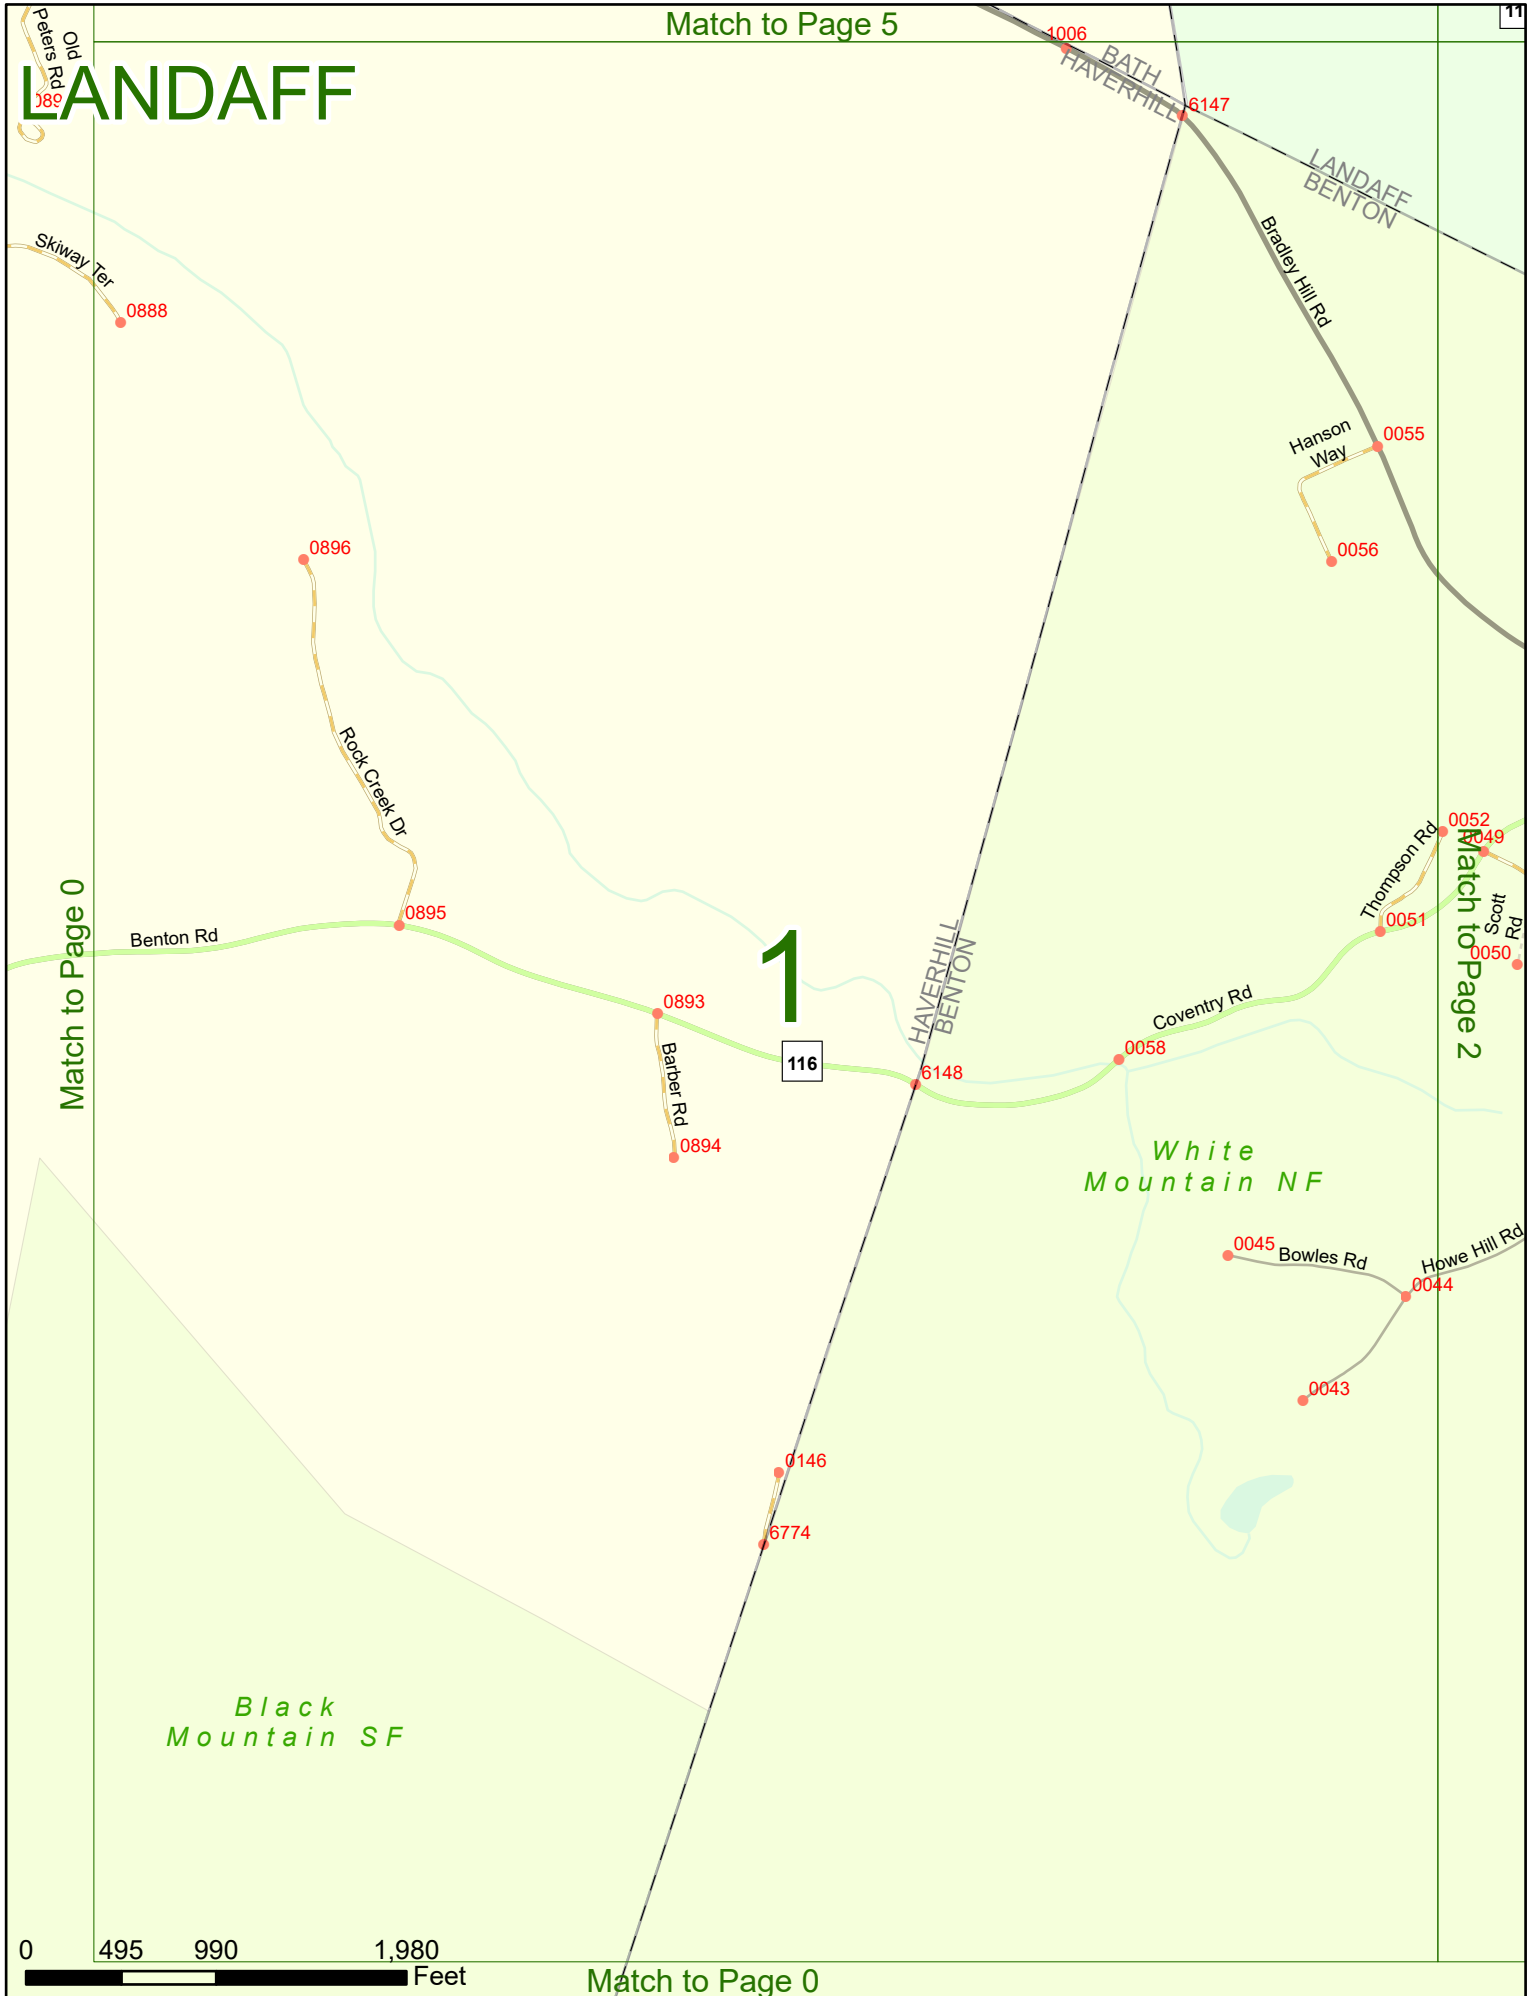 Match to Page 5
11
Old
Peters Rd
LANDAFF
089
1006
BATH
HAVERHILL
6147
LANDAFF
BENTON
Skiway Ter
0888
Bradley Hill Rd
Hanson
Way
0055
0056
0896
Rock Creek Dr
0895
Benton Rd
Match to Page 0
0052
0049
Thompson Rd
0051
Scott
Rd
0050
Match to Page 2
1
HAVERHILL
BENTON
0893
Barber Rd
116
0894
6148
Coventry Rd
0058
White
Mountain NF
0045
Bowles Rd
Howe Hill Rd
0044
0043
0146
6774
Black
Mountain SF
0 495 990 1,980
Feet
Match to Page 0